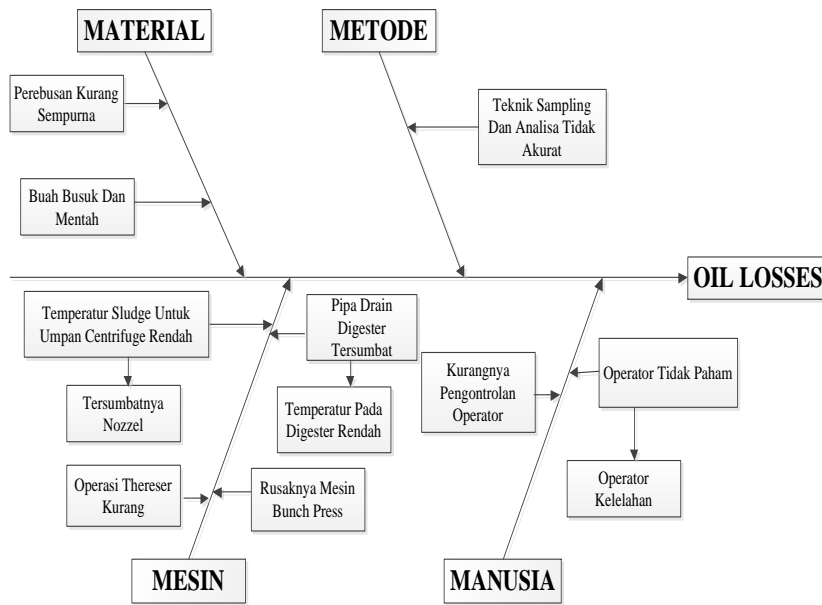 MATERIAL
METODE
Perebusan Kurang
Sempurna
Teknik Sampling
Dan Analisa Tidak
Akurat
Buah Busuk Dan
Mentah
OIL LOSSES
Temperatur Sludge Untuk
Umpan Centrifuge Rendah
Pipa Drain
Digester
Tersumbat
Kurangnya
Pengontrolan
Operator
Operator Tidak Paham
Tersumbatnya
Nozzel
Temperatur Pada
Digester Rendah
Operasi Thereser
Kurang
Rusaknya Mesin
Bunch Press
Operator
Kelelahan
MESIN
MANUSIA